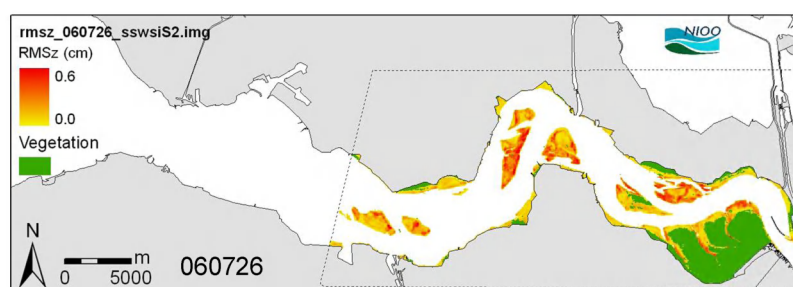 rmsz_060726_sswsiS2.img
RMSz (cm)
0.6
0.0
Vegetation
NIOO
N
m
0 5000
060726